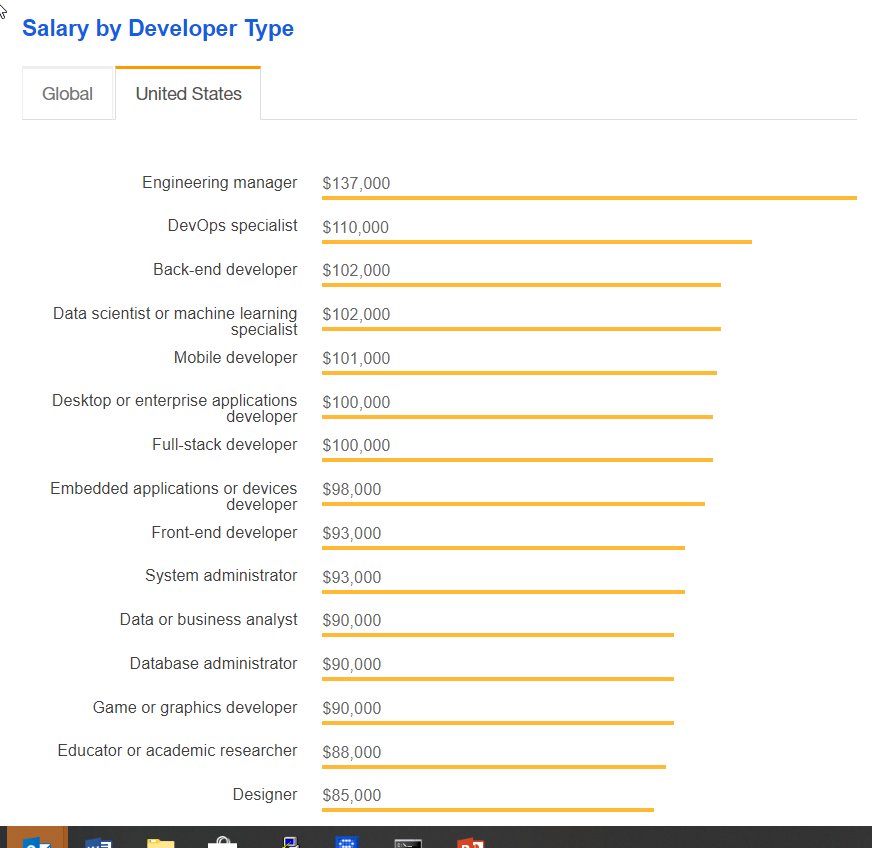 Salary by Developer Type
Global United States
Engineering manager $137,000
DevOps specialist $110,000
Back-end developer $102,000
Data scientist or machine learning
specialist $102,000
Mobile developer $101,000
Desktop or enterprise applications
developer $100,000
Full-stack developer $100,000
Embedded applications or devices
developer $98,000
Front-end developer $93,000
System administrator $93,000
Data or business analyst $90,000
Database administrator $90,000
Game or graphics developer $90,000
Educator or academic researcher $88,000
Designer $85,000